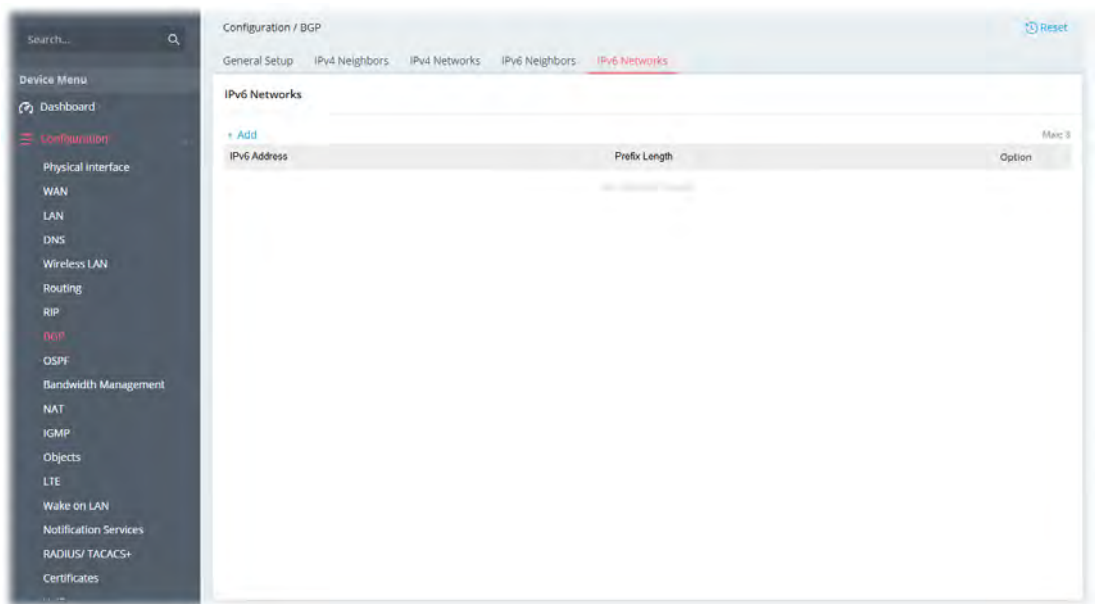 Search...
Device Menu
Dashboard
Configuration
Physical Interface
WAN
LAN
DNS
Wireless LAN
Routing
RIP
BGP
OSPF
Bandwidth Management
NAT
IGMP
Objects
LTE
Wake on LAN
Notification Services
RADIUS/ TACACS+
Certificates
Configuration / BGP
Reset
General Setup IPv4 Neighbors IPv4 Networks IPv6 Neighbors IPv6 Networks
IPv6 Networks
+ Add
Max: 8
IPv6 Address Prefix Length Option